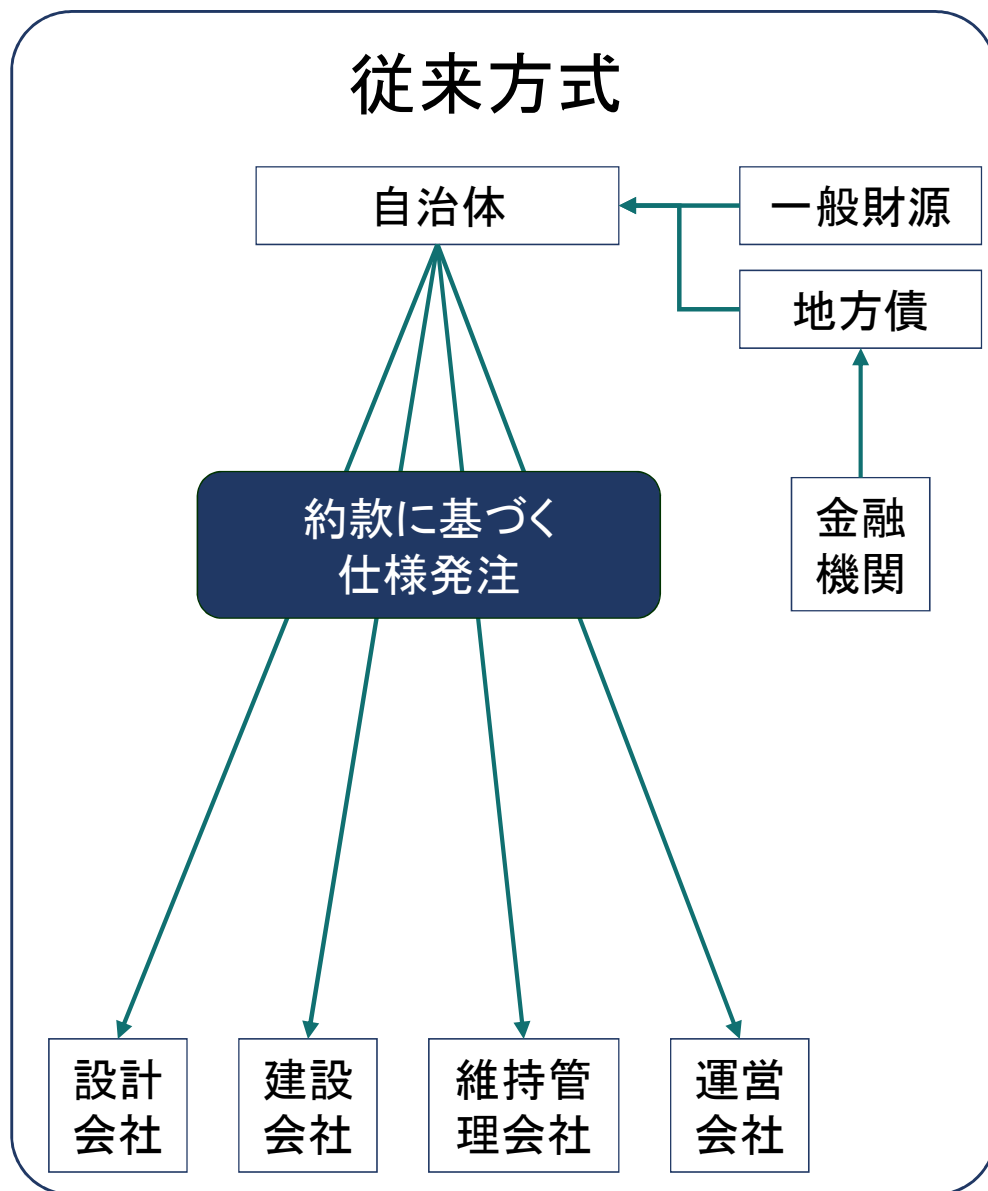 従来方式
自治体
一般財源
地方債
約款に基づく
仕様発注
金融
機関
設計
会社
建設
会社
維持管
理会社
運営
会社